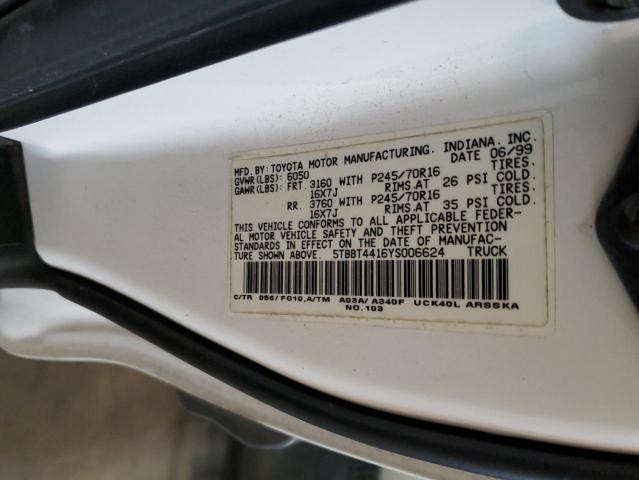 MFD. BY: TOYOTA MOTOR MANUFACTURING. INDIANA, INC.
GVWR(LBS): 6050 DATE 06/99
GAWR(LBS): FRT. 3160 WITH P245/70R16 TIRES.
16X7J RIMS.AT 26 PSI COLD.
RR. 3760 WITH P245/70R16 TIRES.
16X7J RIMS.AT 35 PSI COLD.
THIS VEHICLE CONFORMS TO ALL APPLICABLE FEDER-
AL MOTOR VEHICLE SAFETY AND THEFT PREVENTION
STANDARDS IN EFFECT ON THE DATE OF MANUFAC-
TURE SHOWN ABOVE. 5TBBT4416YS006624 TRUCK
C/TR 056/FG10,A/TM A03A/A340F UCK40L ARSSKA
NO.103